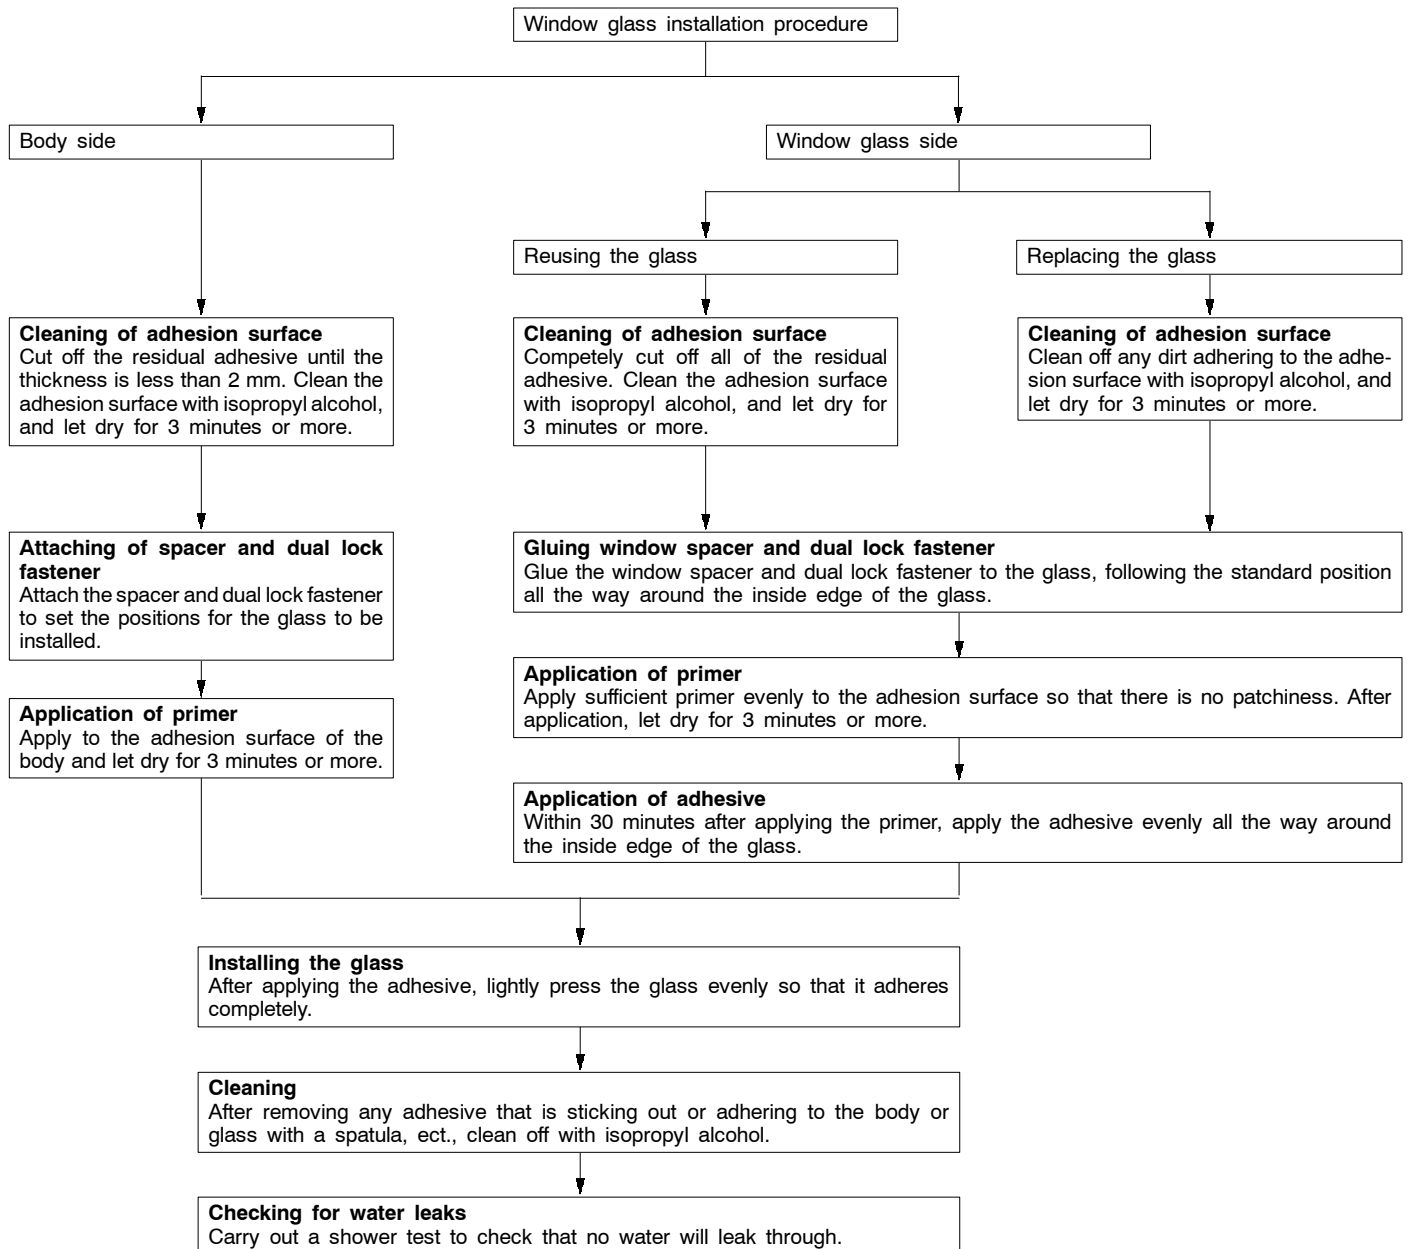 Window glass installation procedure
Body side
Window glass side
Reusing the glass
Replacing the glass
Cleaning of adhesion surface
Cut off the residual adhesive until the
thickness is less than 2 mm. Clean the
adhesion surface with isopropyl alcohol,
and let dry for 3 minutes or more.
Cleaning of adhesion surface
Competely cut off all of the residual
adhesive. Clean the adhesion surface
with isopropyl alcohol, and let dry for
3 minutes or more.
Cleaning of adhesion surface
Clean off any dirt adhering to the adhe-
sion surface with isopropyl alcohol, and
let dry for 3 minutes or more.
Attaching of spacer and dual lock
fastener
Attach the spacer and dual lock fastener
to set the positions for the glass to be
installed.
Gluing window spacer and dual lock fastener
Glue the window spacer and dual lock fastener to the glass, following the standard position
all the way around the inside edge of the glass.
Application of primer
Apply to the adhesion surface of the
body and let dry for 3 minutes or more.
Application of primer
Apply sufficient primer evenly to the adhesion surface so that there is no patchiness. After
application, let dry for 3 minutes or more.
Application of adhesive
Within 30 minutes after applying the primer, apply the adhesive evenly all the way around
the inside edge of the glass.
Installing the glass
After applying the adhesive, lightly press the glass evenly so that it adheres
completely.
Cleaning
After removing any adhesive that is sticking out or adhering to the body or
glass with a spatula, ect., clean off with isopropyl alcohol.
Checking for water leaks
Carry out a shower test to check that no water will leak through.